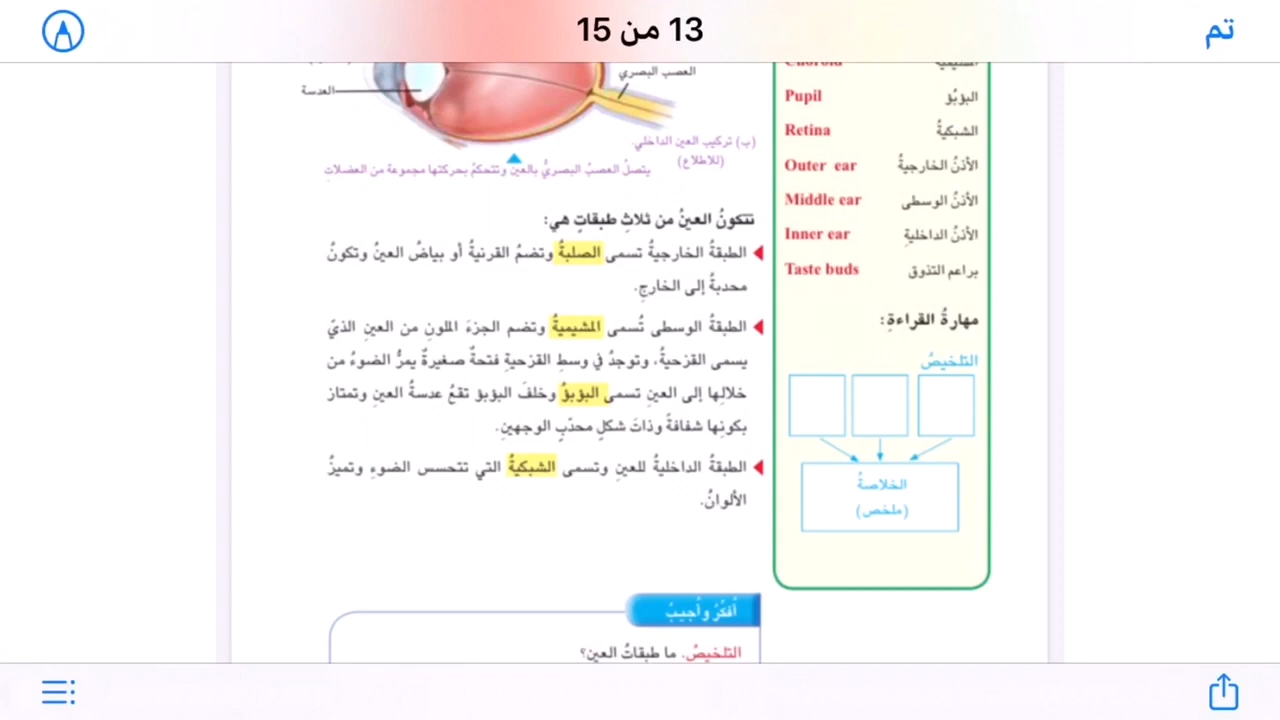 13 من 15
تم
العصب البصري
العدسة
(ب) تركيب العين الداخلي
(للاطلاع)
يتصلُ العصبُ البصريُّ بالعينِ وتتحكمُ بحركتها مجموعة من العضلاتِ
تتكونُ العينُ من ثلاثِ طبقاتٍ هي:
الطبقةُ الخارجيةُ تسمى الصلبةُ وتضمُ القرنيةُ أو بياضُ العينُ وتكونُ
محدبةُ إلى الخارجِ.
الطبقةُ الوسطى تُسمى المشيميةُ وتضم الجزءَ الملونِ من العينِ الذيَ
يسمى القزحيةُ، وتوجدُ في وسطِ القزحيةِ فتحةٌ صغيرةٌ يمرُّ الضوءُ من
خلالِها إلى العينِ تسمى البؤبؤُ وخلفَ البؤبؤ تقعُ عدسةُ العينِ وتمتاز
بكونِها شفافةً وذاتَ شكلٍ محدّبِ الوجهينِ.
الطبقةُ الداخليةُ للعينِ وتسمى الشبكيةُ التي تتحسس الضوءِ وتميزُ
الألوانُ.
Choroid المشيمية
Pupil البؤبُؤ
Retina الشبكيةُ
Outer ear الأذنُ الخارجيةُ
Middle ear الأذنُ الوسطى
Inner ear الأذنُ الداخليةِ
Taste buds براعم التذوق
مهارةُ القراءةِ:
التلخيصُ
الخلاصةُ
(ملخص)
أفكّرُ وأجيبُ
التلخيصُ. ما طبقاتُ العينِ؟